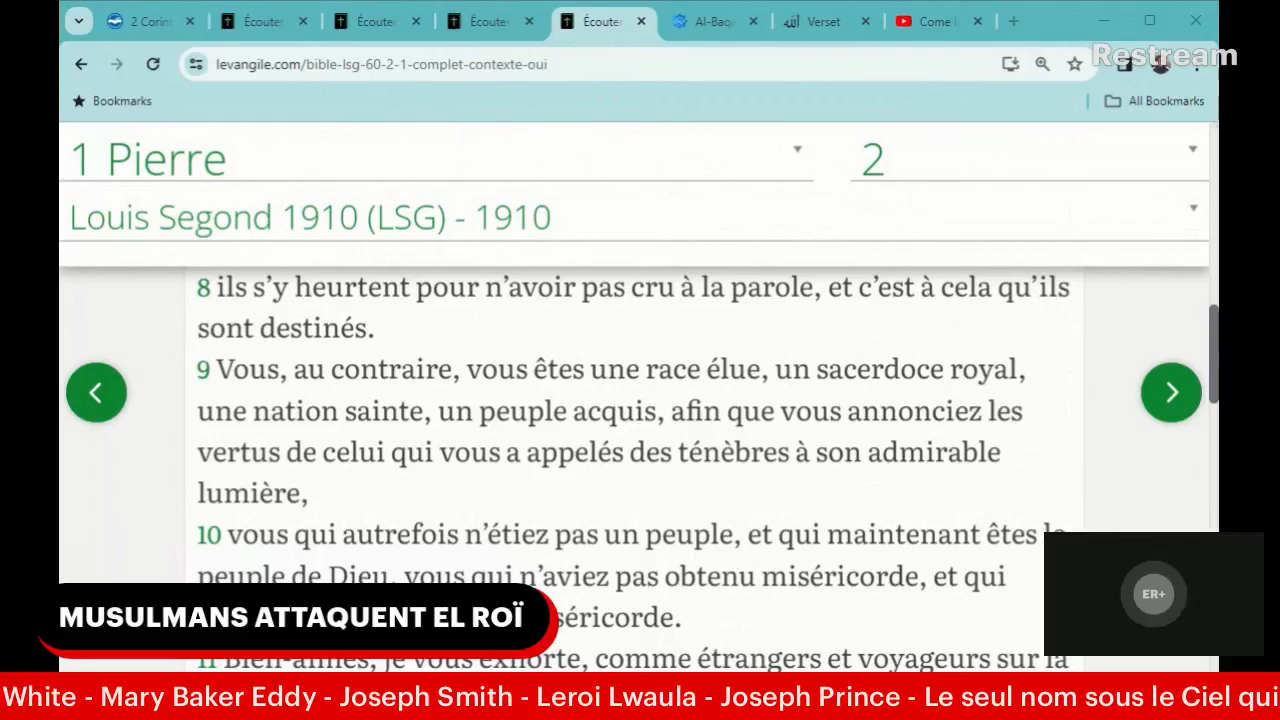 2 Corint
Écouter
Écouter
Écouter
Écouter
Al-Baqa
Verset
Come
levangile.com/bible-lsg-60-2-1-complet-contexte-oui
Restream
Bookmarks
All Bookmarks
1 Pierre
2
Louis Segond 1910 (LSG) - 1910
8 ils s’y heurtent pour n’avoir pas cru à la parole, et c’est à cela qu’ils
sont destinés.
9 Vous, au contraire, vous êtes une race élue, un sacerdoce royal,
une nation sainte, un peuple acquis, afin que vous annonciez les
vertus de celui qui vous a appelés des ténèbres à son admirable
lumière,
10 vous qui autrefois n’étiez pas un peuple, et qui maintenant êtes le
peuple de Dieu, vous qui n’aviez pas obtenu miséricorde, et qui
séricorde.
ER+
MUSULMANS ATTAQUENT EL ROÏ
11 Bien-aimés, je vous exhorte, comme étrangers et voyageurs sur la
White - Mary Baker Eddy - Joseph Smith - Leroi Lwaula - Joseph Prince - Le seul nom sous le Ciel qui